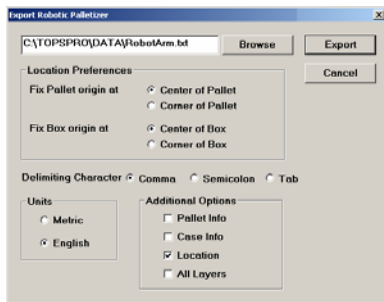 Export Robotic Palletizer
C:\TOPSPRO\DATA\RobotArm.txt Browse Export
Location Preferences Cancel
Fix Pallet origin at Center of Pallet
Corner of Pallet
Fix Box origin at Center of Box
Corner of Box
Delimiting Character Comma Semicolon Tab
Units Additional Options
Metric Pallet Info
English Case Info
Location
All Layers